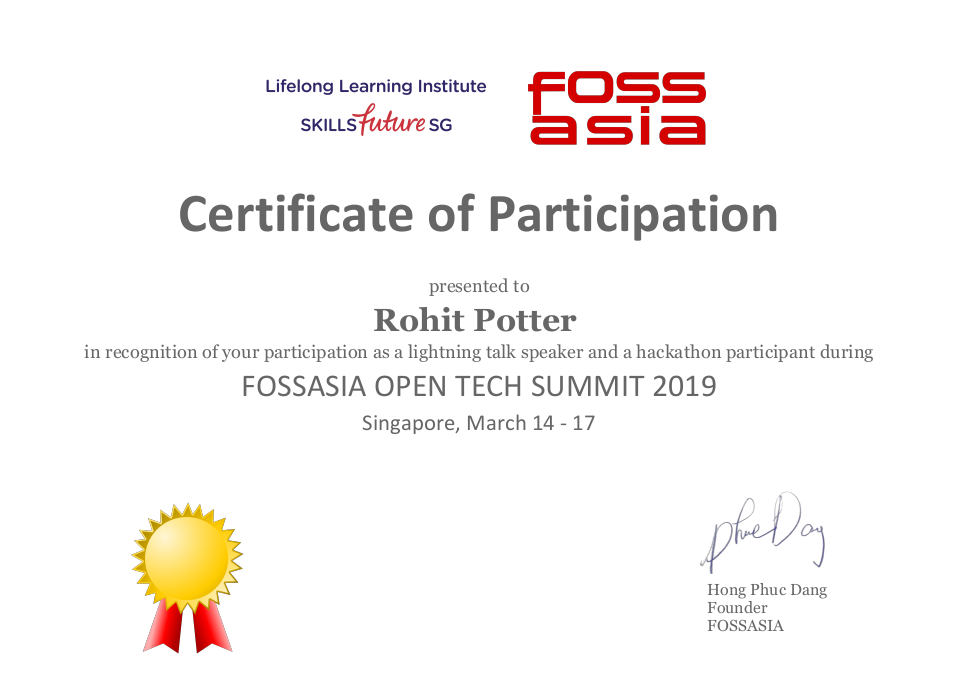 Lifelong Learning Institute
SKILLSfuture SG
foss
asia
Certificate of Participation
presented to
Rohit Potter
in recognition of your participation as a lightning talk speaker and a hackathon participant during
FOSSASIA OPEN TECH SUMMIT 2019
Singapore, March 14 - 17
Phuc Dang
Hong Phuc Dang
Founder
FOSSASIA